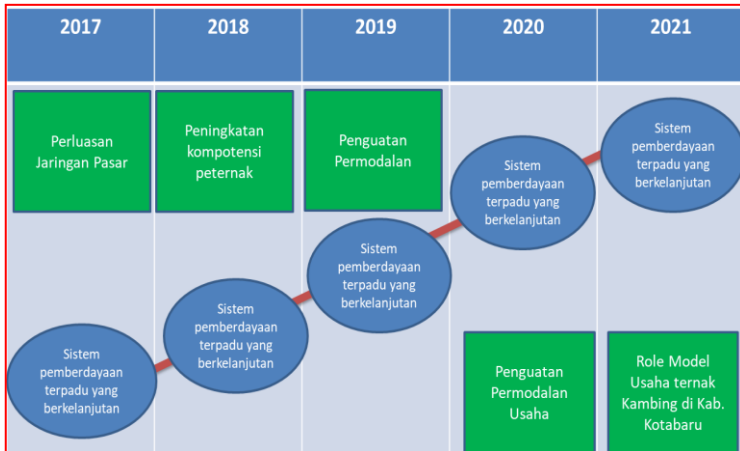 2017
2018
2019
2020
2021
Perluasan
Jaringan Pasar
Peningkatan
kompotensi
peternak
Penguatan
Permodalan
Sistem
pemberdayaan
terpadu yang
berkelanjutan
Sistem
pemberdayaan
terpadu yang
berkelanjutan
Sistem
pemberdayaan
terpadu yang
berkelanjutan
Sistem
pemberdayaan
terpadu yang
berkelanjutan
Sistem
pemberdayaan
terpadu yang
berkelanjutan
Penguatan
Permodalan
Usaha
Role Model
Usaha ternak
Kambing di Kab.
Kotabaru